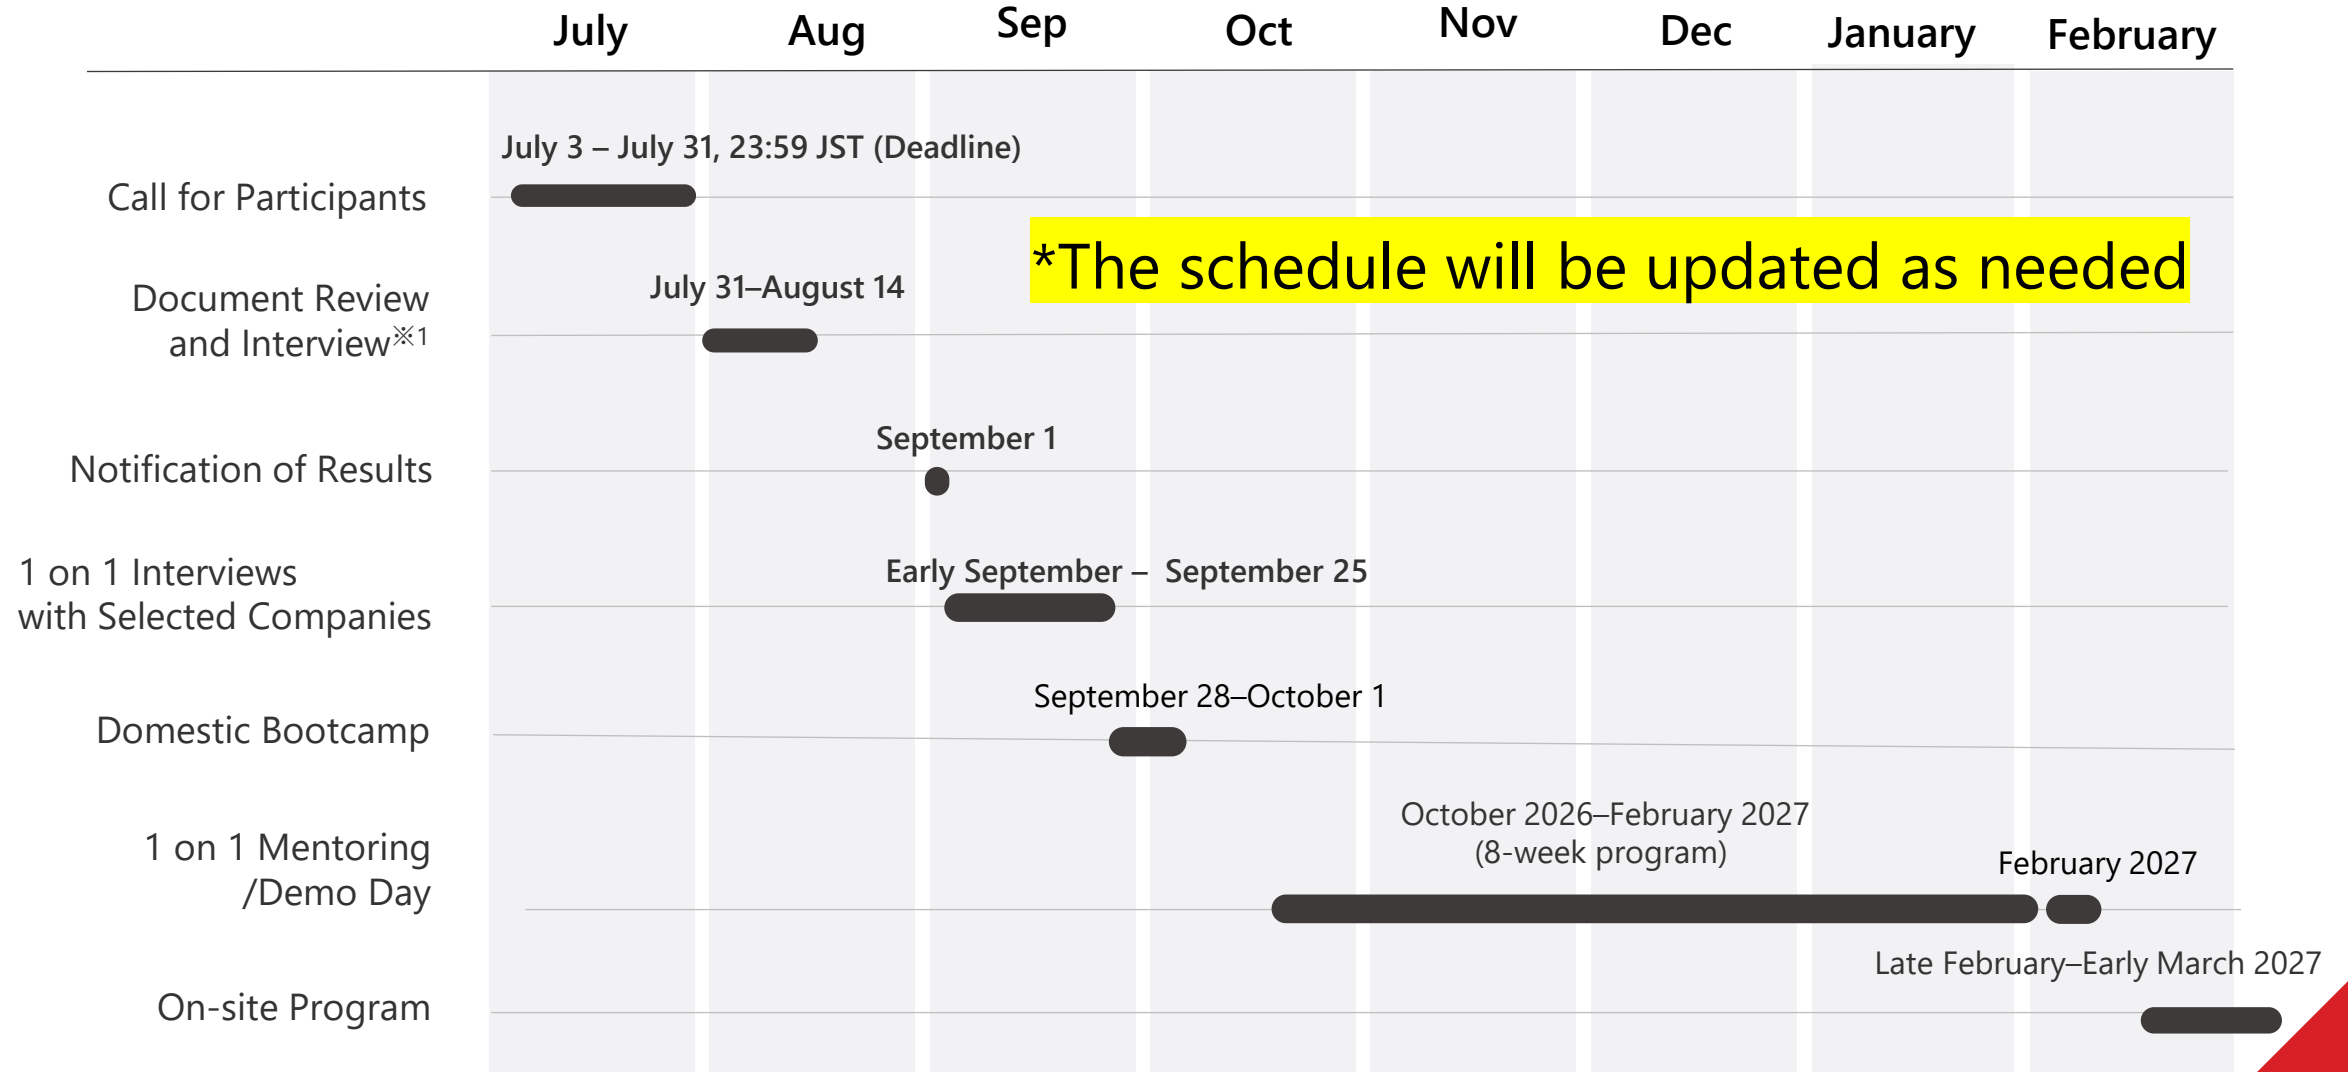 July Aug Sep Oct Nov Dec January February
July 3 – July 31, 23:59 JST (Deadline)
Call for Participants
*The schedule will be updated as needed
July 31–August 14
Document Review
and Interview※1
September 1
Notification of Results
Early September – September 25
1 on 1 Interviews
with Selected Companies
September 28–October 1
Domestic Bootcamp
October 2026–February 2027
(8-week program)
February 2027
1 on 1 Mentoring
/Demo Day
Late February–Early March 2027
On-site Program